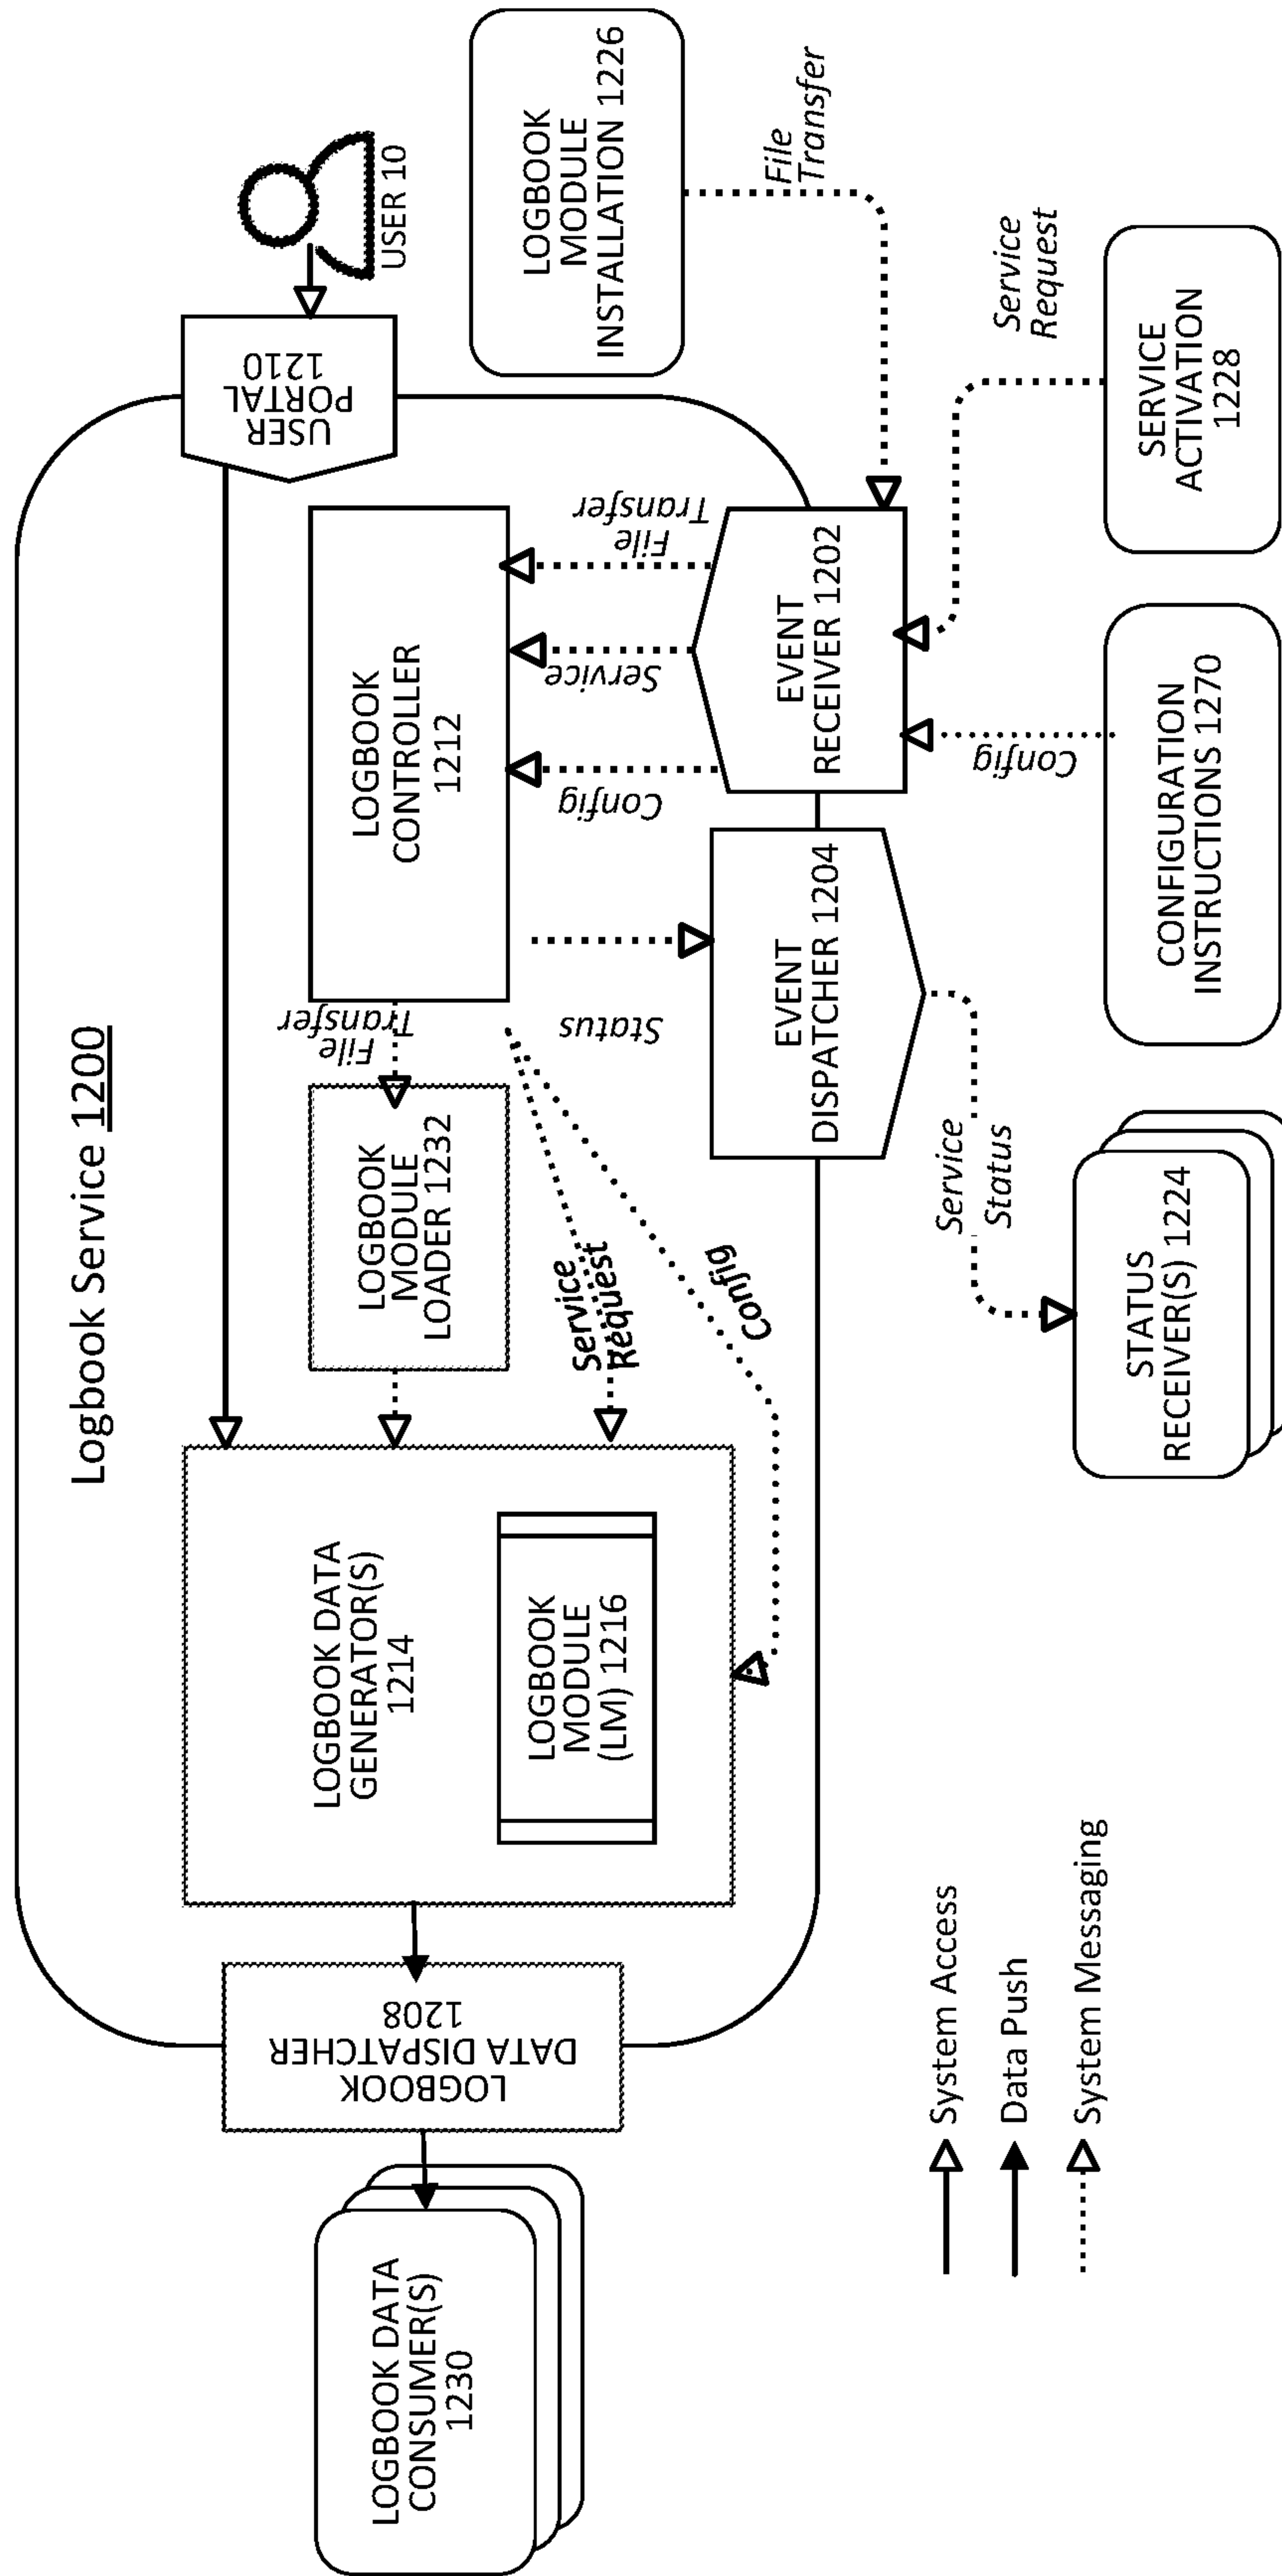 Logbook Service 1200
LOGBOOK DATA
CONSUMER(S)
1230
LOGBOOK
DATA DISPATCHER
1208
LOGBOOK DATA
GENERATOR(S)
1214
LOGBOOK
MODULE
(LM) 1216
LOGBOOK
MODULE
LOADER 1232
File
Transfer
LOGBOOK
CONTROLLER
1212
USER
PORTAL
1210
USER 10
Service
Request
Config
Status
Config
Service
File
Transfer
EVENT
DISPATCHER 1204
EVENT
RECEIVER 1202
LOGBOOK
MODULE
INSTALLATION 1226
File
Transfer
Service
Status
Config
Service
Request
STATUS
RECEIVER(S) 1224
CONFIGURATION
INSTRUCTIONS 1270
SERVICE
ACTIVATION
1228
System Access
Data Push
System Messaging